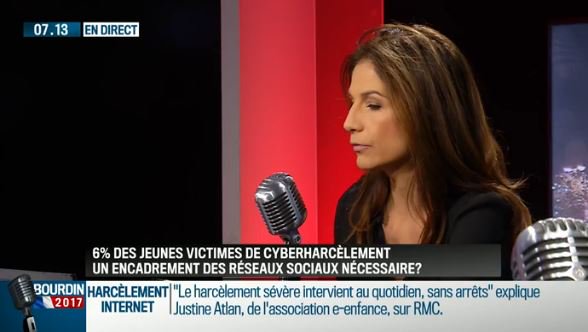 07.13 EN DIRECT
6% DES JEUNES VICTIMES DE CYBERHARCÈLEMENT
UN ENCADREMENT DES RÉSEAUX SOCIAUX NÉCESSAIRE?
BOURDIN
2017
HARCÈLEMENT
INTERNET
"Le harcèlement sévère intervient au quotidien, sans arrêts" explique
Justine Atlan, de l'association e-enfance, sur RMC.